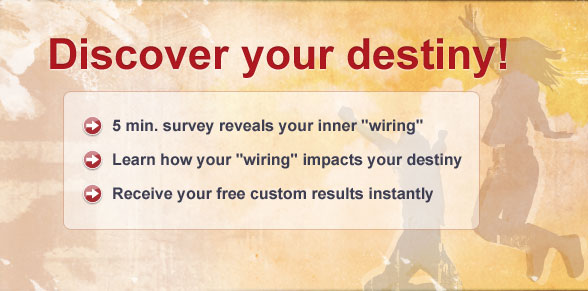 Discover your destiny!
5 min. survey reveals your inner "wiring"
Learn how your "wiring" impacts your destiny
Receive your free custom results instantly